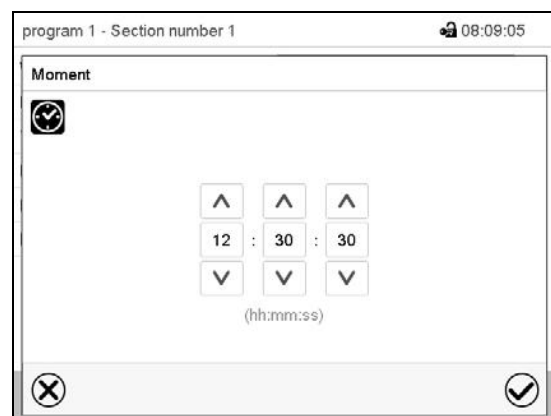 program 1 - Section number 1 08:09:05
Moment
12 : 30 : 30
(hh:mm:ss)